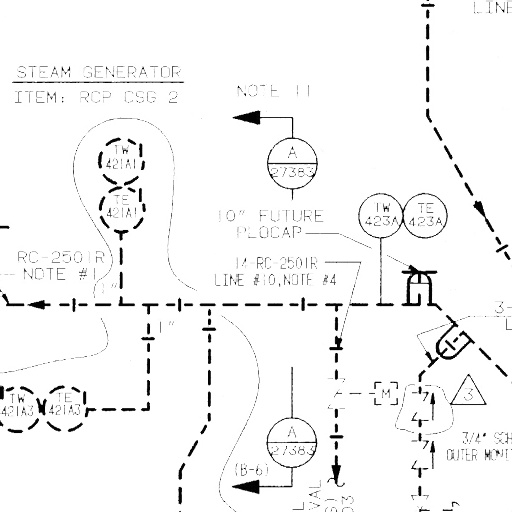 LINE
STEAM GENERATOR
ITEM: RCP CSG 2
NOTE 11
A
27383
TW
421A1
TE
421A1
10" FUTURE
PLOCAP
TW
423A
TE
423A
RC-2501R
NOTE #1
14-RC-2501R
LINE #10, NOTE #4
1"
1"
3-
L
TW
421A3
TE
421A3
M
3
A
27383
(B-6)
3/4" SCH
OUTER MONIT
VAL